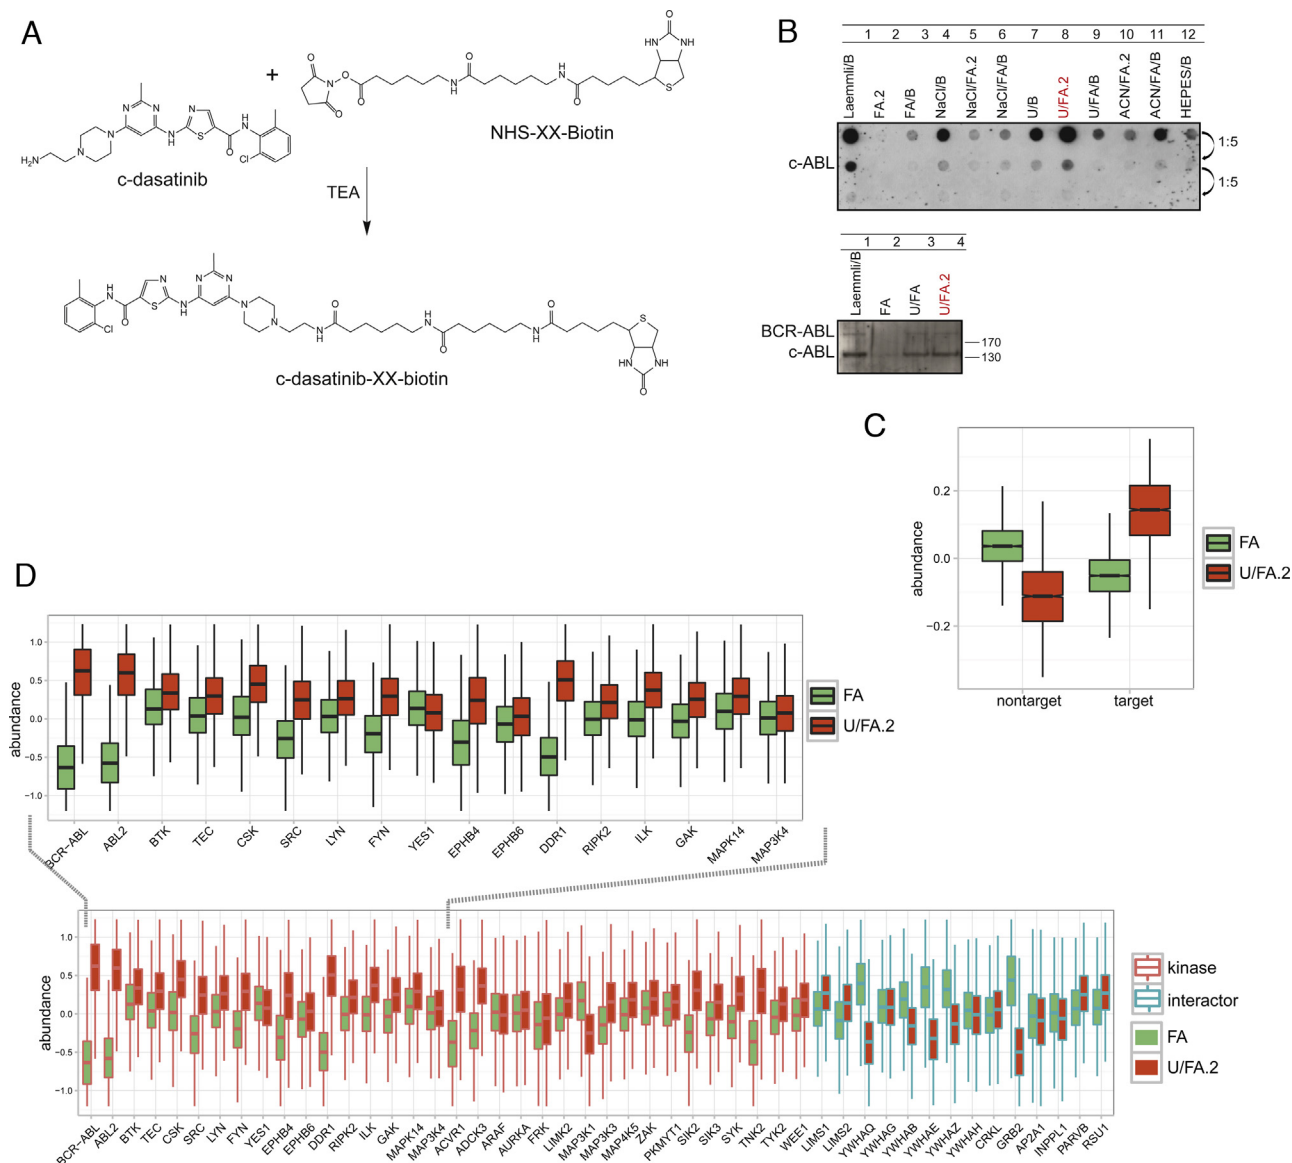 A
B
C
D
+
NHS-XX-Biotin
c-dasatinib
TEA
c-dasatinib-XX-biotin
1 2 3 4 5 6 7 8 9 10 11 12
Laemmli/B
FA.2
FA/B
NaCl/B
NaCl/FA.2
NaCl/FA/B
U/B
U/FA.2
U/FA/B
ACN/FA.2
ACN/FA/B
HEPES/B
c-ABL
1:5
1:5
1 2 3 4
Laemmli/B
FA
U/FA
U/FA.2
BCR-ABL
c-ABL
170
130
abundance
0.2
0.0
−0.2
nontarget target
FA
U/FA.2
abundance
1.0
0.5
0.0
−0.5
−1.0
BCR-ABL ABL2 BTK TEC CSK SRC LYN FYN YES1 EPHB4 EPHB6 DDR1 RIPK2 ILK GAK MAPK14 MAP3K4
FA
U/FA.2
abundance
1.0
0.5
0.0
−0.5
−1.0
BCR-ABL ABL2 BTK TEC CSK SRC LYN FYN YES1 EPHB4 EPHB6 DDR1 RIPK2 ILK GAK MAPK14 MAP3K4 ACVR1 ADCK3 ARAF AURKA FRK LIMK2 MAP3K1 MAP3K3 MAP4K5 ZAK PKMYT1 SIK2 SIK3 SYK TNK2 TYK2 WEE1 LIMS1 LIMS2 YWHAQ YWHAG YWHAB YWHAE YWHAZ YWHAH CRKL GRB2 AP2A1 INPPL1 PARVB RSU1
kinase
interactor
FA
U/FA.2